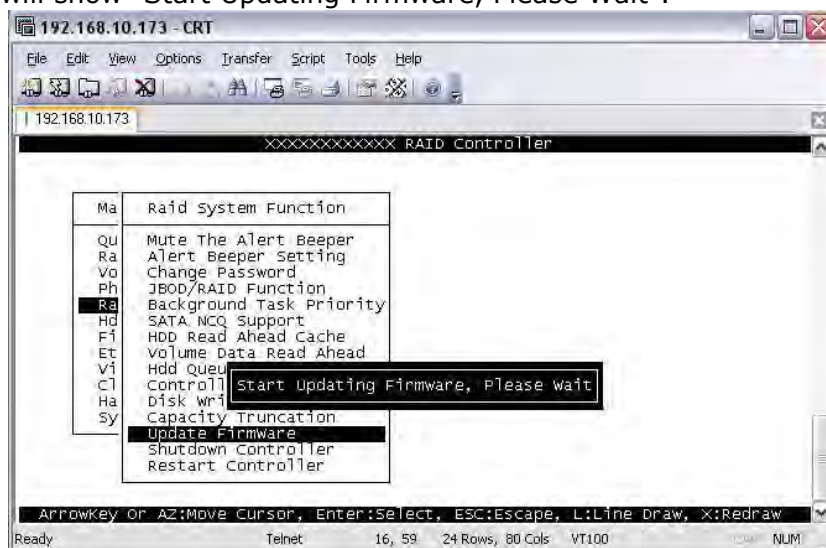 will show "Start Updating Firmware, Please Wait".
192.168.10.173 - CRT
File Edit View Options Transfer Script Tools Help
192.168.10.173
XXXXXXXXXXXX RAID Controller
Ma
Raid System Function
Qu
Mute The Alert Beeper
Ra
Alert Beeper Setting
Vo
Change Password
Ph
JBOD/RAID Function
Ra
Background Task Priority
Hd
SATA NCQ Support
Fi
HDD Read Ahead Cache
Et
Volume Data Read Ahead
Vi
Hdd Queu
Cl
Controll
Start Updating Firmware, Please Wait
Ha
Disk Wri
Sy
Capacity Truncation
Update Firmware
Shutdown Controller
Restart Controller
ArrowKey Or AZ:Move Cursor, Enter:Select, ESC:Escape, L:Line Draw, X:Redraw
Ready Telnet 16, 59 24 Rows, 80 Cols VT100 NUM